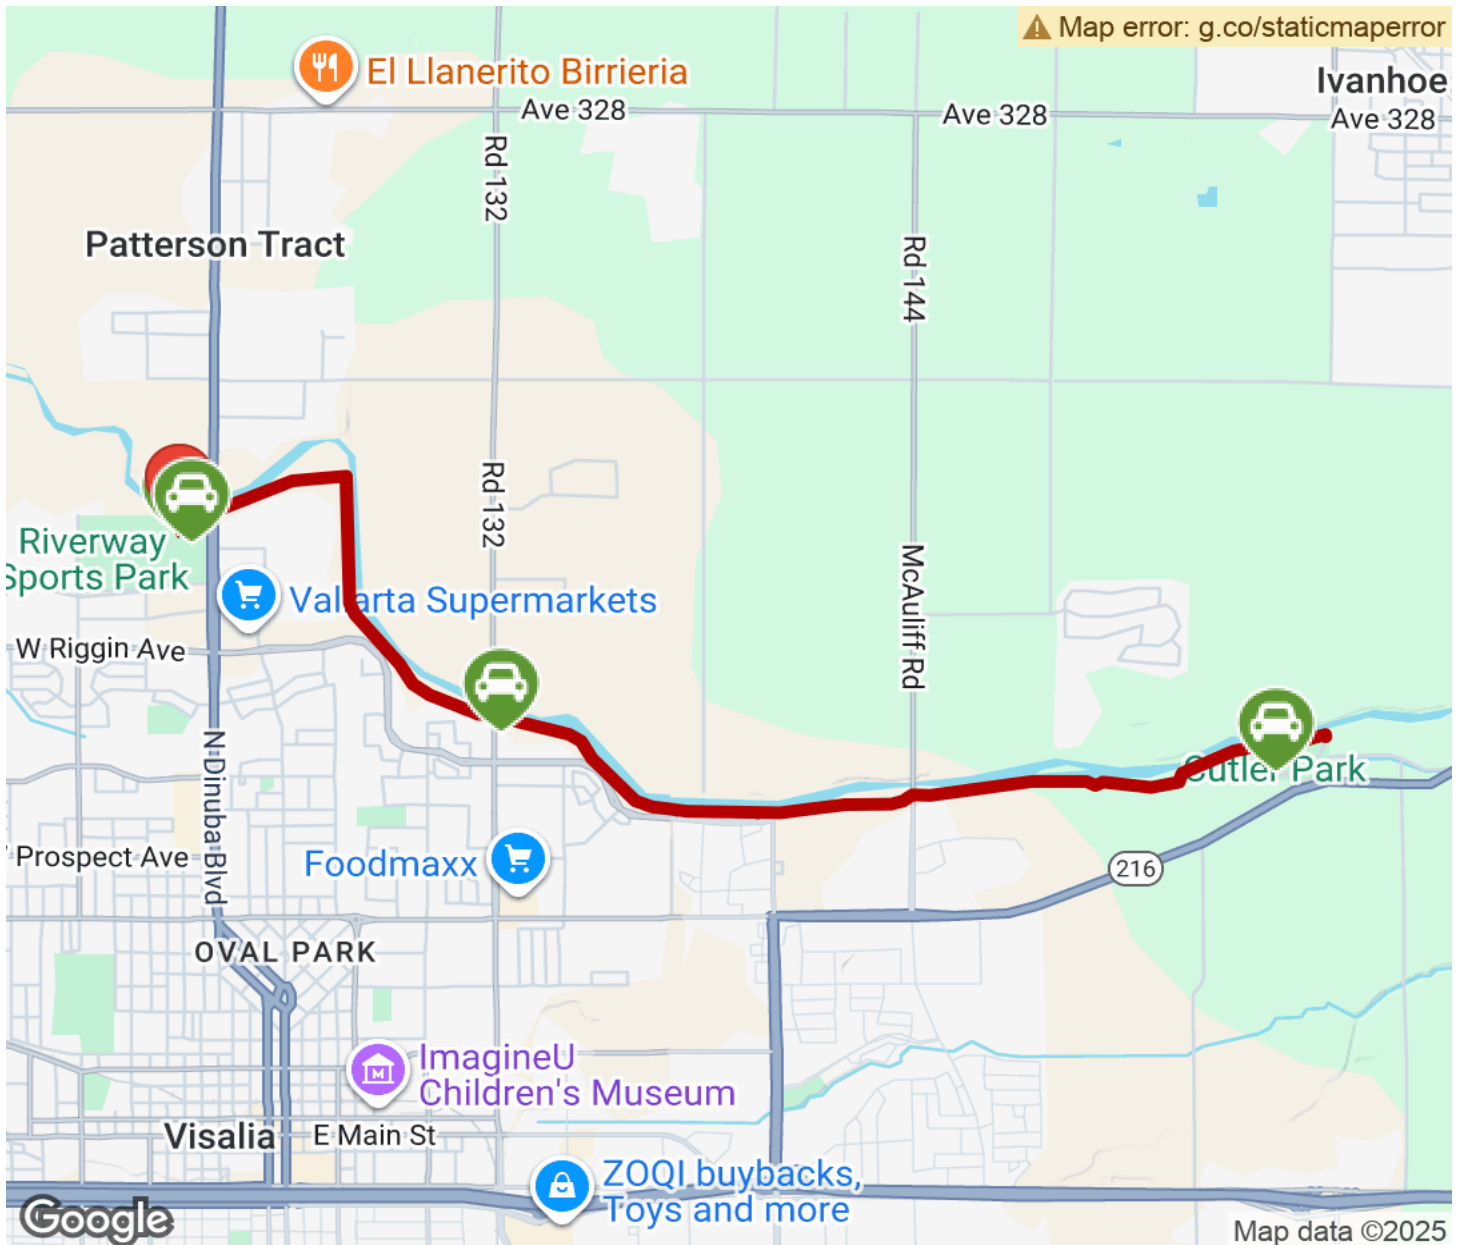 Map error: g.co/staticmaperror
El Llanerito Birrieria
Ivanhoe
Ave 328
Ave 328
Ave 328
Rd 132
Patterson Tract
Rd 144
Rd 132
Riverway
Sports Park
Vallarta Supermarkets
McAuliff Rd
W Riggin Ave
N Dinuba Blvd
Cutler Park
Prospect Ave
Foodmaxx
216
OVAL PARK
ImagineU
Children's Museum
Visalia
E Main St
ZOQI buybacks,
Toys and more
Google
Map data ©2025